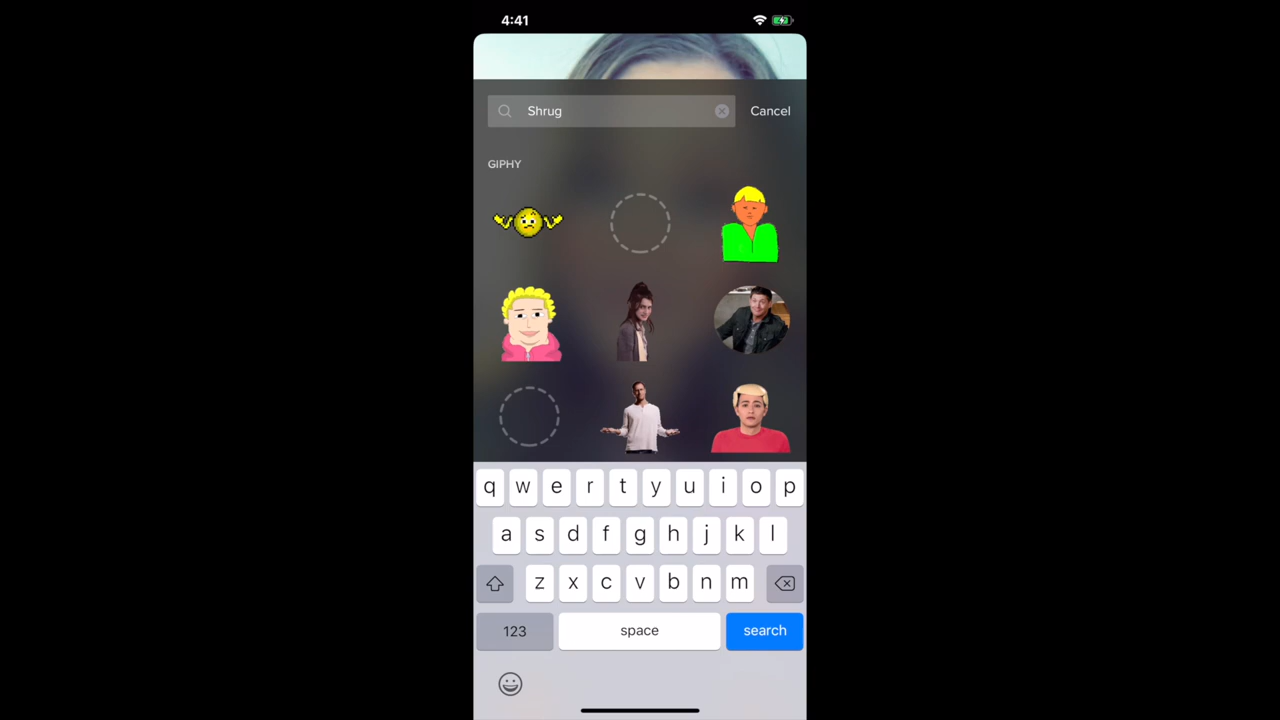 4:41
Shrug
Cancel
GIPHY
q w e r t y u i o p
a s d f g h j k l
z x c v b n m
123
space
search